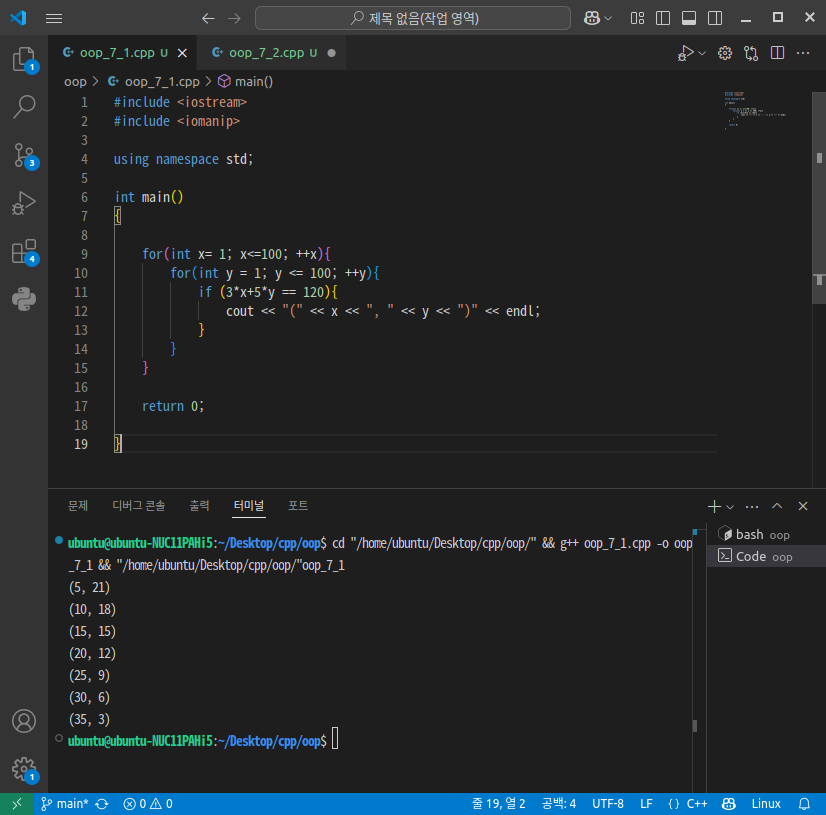 제목 없음(작업 영역)
oop_7_1.cpp U
oop_7_2.cpp U
oop > oop_7_1.cpp > main()
1 #include <iostream>
2 #include <iomanip>
3
4 using namespace std;
5
6 int main()
7 {
8
9 for(int x= 1; x<=100; ++x){
10 for(int y = 1; y <= 100; ++y){
11 if (3*x+5*y == 120){
12 cout << "(" << x << ", " << y << ")" << endl;
13 }
14 }
15 }
16
17 return 0;
18
19 }
1
3
4
1
문제 디버그 콘솔 출력 터미널 포트
ubuntu@ubuntu-NUC11PAHi5:~/Desktop/cpp/oop$ cd "/home/ubuntu/Desktop/cpp/oop/" && g++ oop_7_1.cpp -o oop
_7_1 && "/home/ubuntu/Desktop/cpp/oop/"oop_7_1
(5, 21)
(10, 18)
(15, 15)
(20, 12)
(25, 9)
(30, 6)
(35, 3)
ubuntu@ubuntu-NUC11PAHi5:~/Desktop/cpp/oop$
bash oop
Code oop
main* 0 0 줄 19, 열 2 공백: 4 UTF-8 LF {} C++ Linux